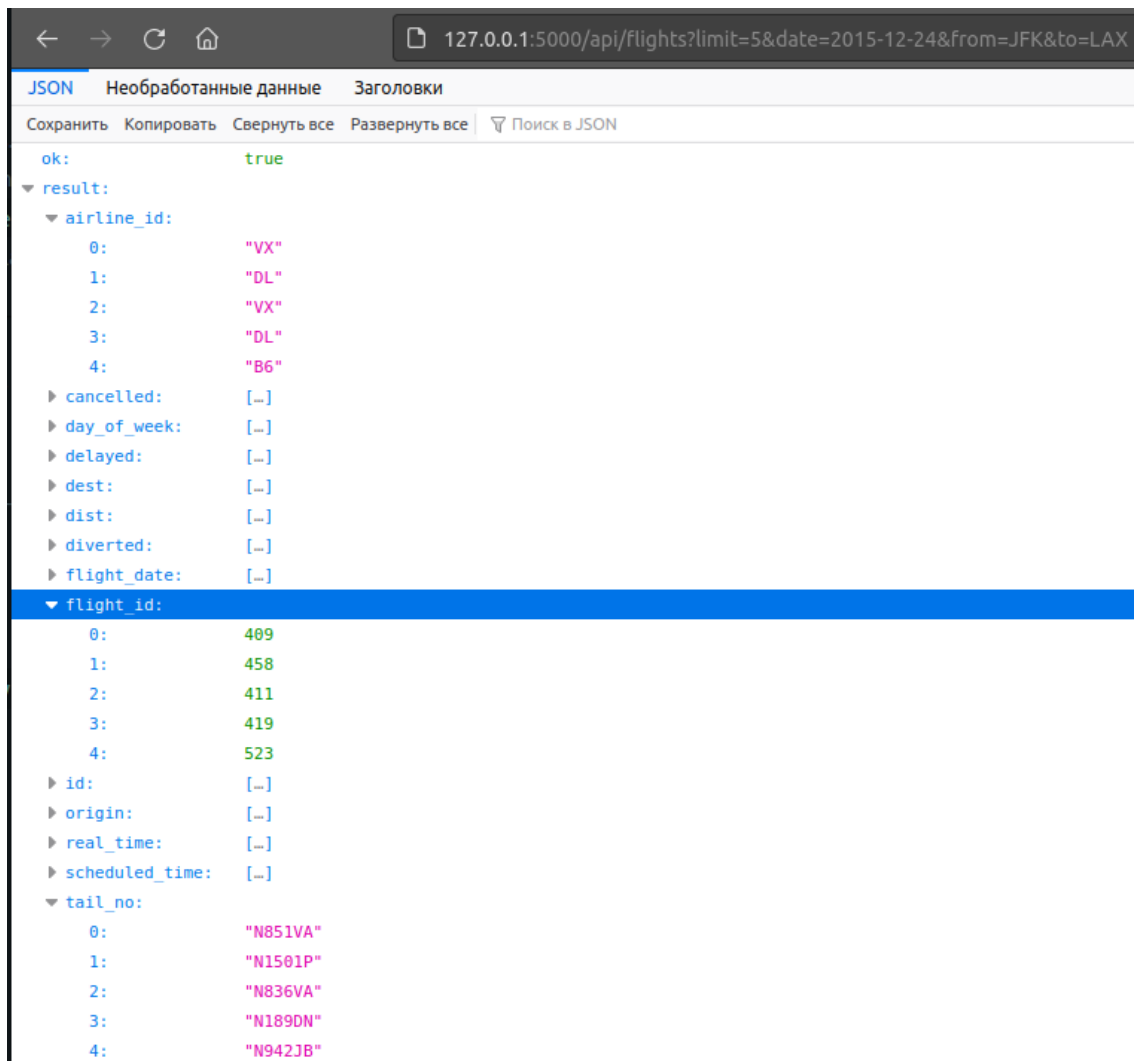 127.0.0.1:5000/api/flights?limit=5&date=2015-12-24&from=JFK&to=LAX
JSON Необработанные данные Заголовки
Сохранить Копировать Свернуть все Развернуть все Поиск в JSON
ok: true
result:
airline_id:
0: "VX"
1: "DL"
2: "VX"
3: "DL"
4: "B6"
cancelled: […]
day_of_week: […]
delayed: […]
dest: […]
dist: […]
diverted: […]
flight_date: […]
flight_id:
0: 409
1: 458
2: 411
3: 419
4: 523
id: […]
origin: […]
real_time: […]
scheduled_time: […]
tail_no:
0: "N851VA"
1: "N1501P"
2: "N836VA"
3: "N189DN"
4: "N942JB"